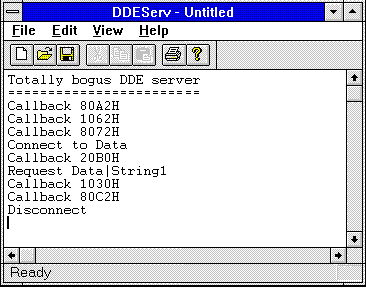 DDEServ - Untitled
File Edit View Help
Totally bogus DDE server
========================
Callback 80A2H
Callback 1062H
Callback 8072H
Connect to Data
Callback 20B0H
Request Data|String1
Callback 1030H
Callback 80C2H
Disconnect
Ready